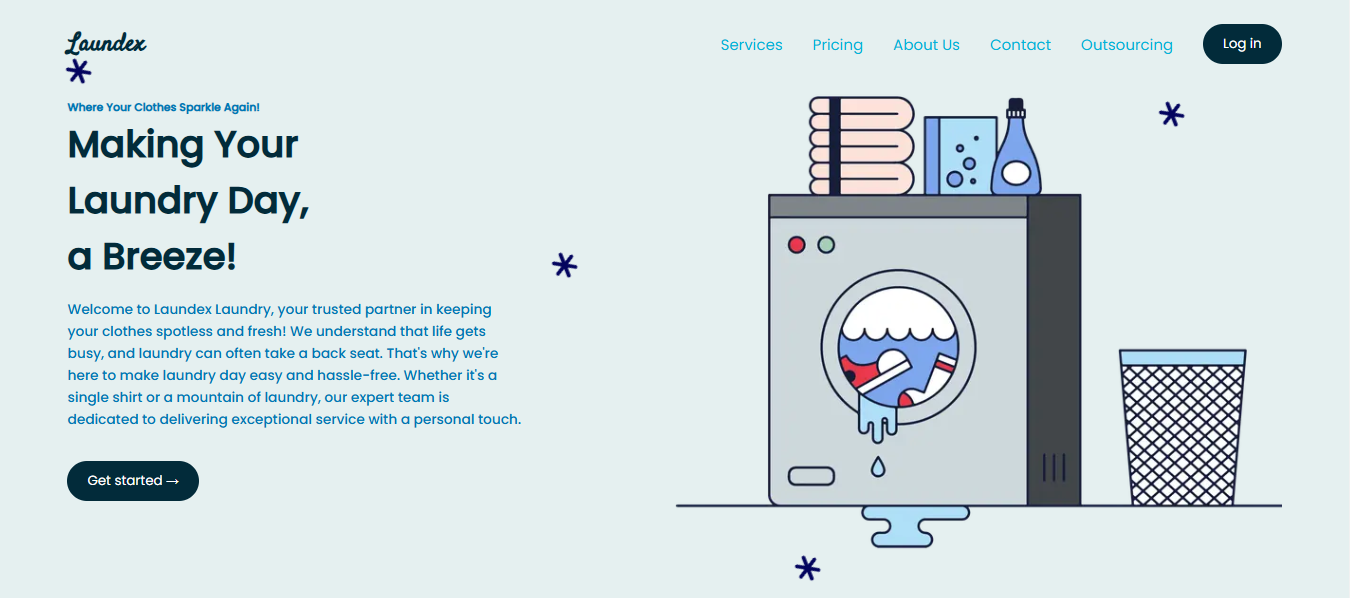 Laundex
Services Pricing About Us Contact Outsourcing Log in
Where Your Clothes Sparkle Again!
Making Your
Laundry Day,
a Breeze!
Welcome to Laundex Laundry, your trusted partner in keeping
your clothes spotless and fresh! We understand that life gets
busy, and laundry can often take a back seat. That's why we're
here to make laundry day easy and hassle-free. Whether it's a
single shirt or a mountain of laundry, our expert team is
dedicated to delivering exceptional service with a personal touch.
Get started →